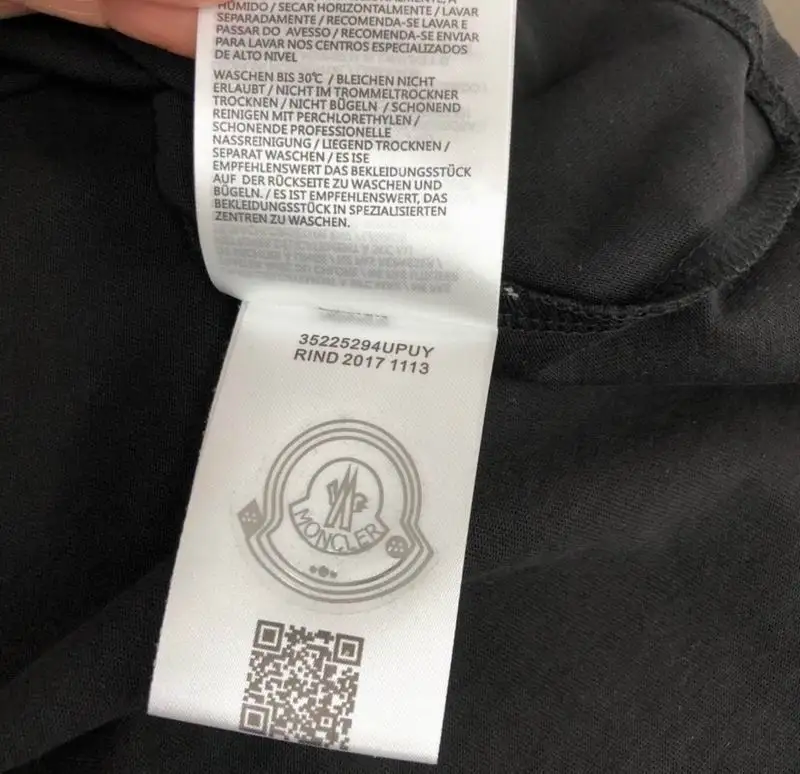 HÚMIDO / SECAR HORIZONTALMENTE / LAVAR
SEPARADAMENTE / RECOMENDA-SE LAVAR E
PASSAR DO AVESSO / RECOMENDA-SE ENVIAR
PARA LAVAR NOS CENTROS ESPECIALIZADOS
DE ALTO NIVEL
WASCHEN BIS 30℃ / BLEICHEN NICHT
ERLAUBT / NICHT IM TROMMELTROCKNER
TROCKNEN / NICHT BÜGELN / SCHONEND
REINIGEN MIT PERCHLORETHYLEN /
SCHONENDE PROFESSIONELLE
NASSREINIGUNG / LIEGEND TROCKNEN /
SEPARAT WASCHEN / ES ISE
EMPFEHLENSWERT DAS BEKLEIDUNGSSTÜCK
AUF DER RÜCKSEITE ZU WASCHEN UND
BÜGELN. / ES IST EMPFEHLENSWERT, DAS
BEKLEIDUNGSSTÜCK IN SPEZIALISIERTEN
ZENTREN ZU WASCHEN.
35225294UPUY
RIND 2017 1113
MONCLER